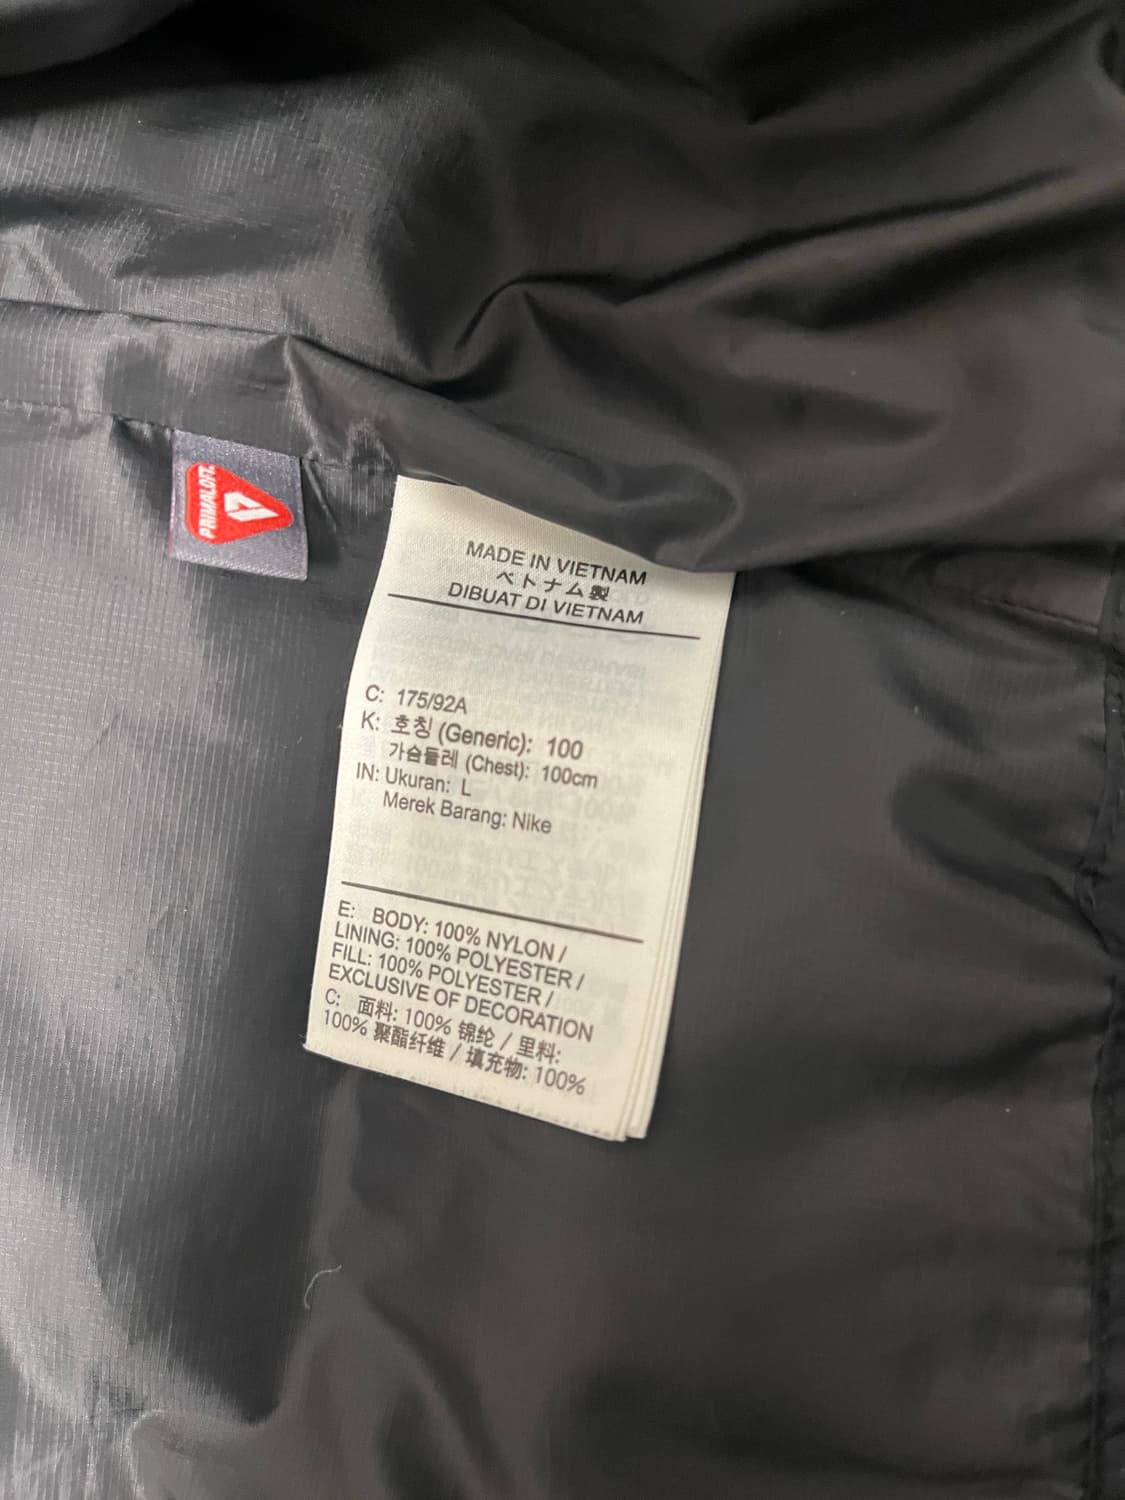 PRIMALOFT
MADE IN VIETNAM
ベトナム製
DIBUAT DI VIETNAM
C: 175/92A
K: 호칭 (Generic): 100
가슴둘레 (Chest): 100cm
IN: Ukuran: L
Merek Barang: Nike
E: BODY: 100% NYLON /
LINING: 100% POLYESTER /
FILL: 100% POLYESTER /
EXCLUSIVE OF DECORATION
C: 面料: 100% 锦纶 / 里料:
100% 聚酯纤维 / 填充物: 100%